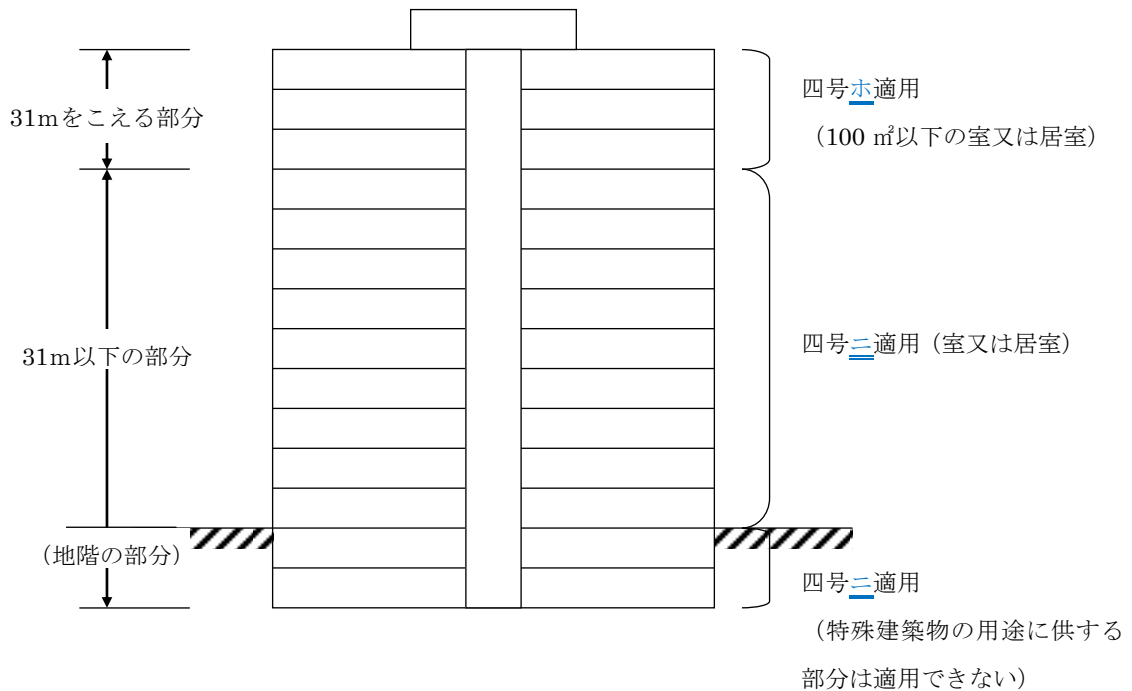 31mをこえる部分
31m以下の部分
（地階の部分）
四号ホ適用
（100 ㎡以下の室又は居室）
四号ニ適用（室又は居室）
四号ニ適用
（特殊建築物の用途に供する
部分は適用できない）